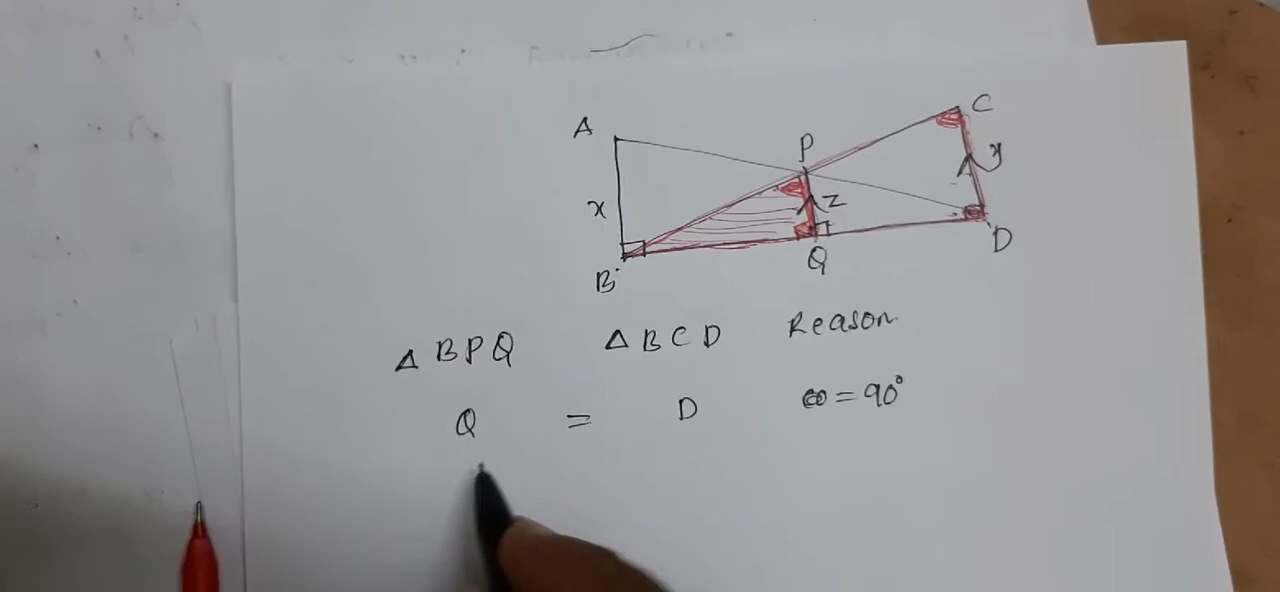 A
P
C
x
z
y
B
Q
D
△BPQ △BCD Reason
Q = D = 90°